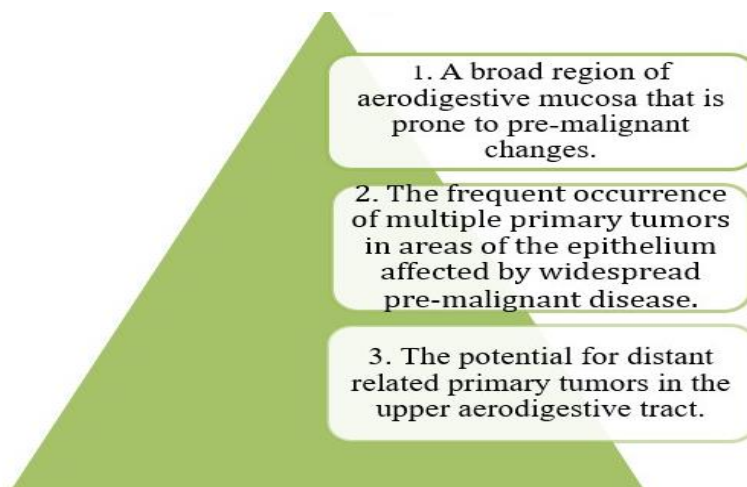 1. A broad region of
aerodigestive mucosa that is
prone to pre-malignant
changes.
2. The frequent occurrence
of multiple primary tumors
in areas of the epithelium
affected by widespread
pre-malignant disease.
3. The potential for distant
related primary tumors in the
upper aerodigestive tract.